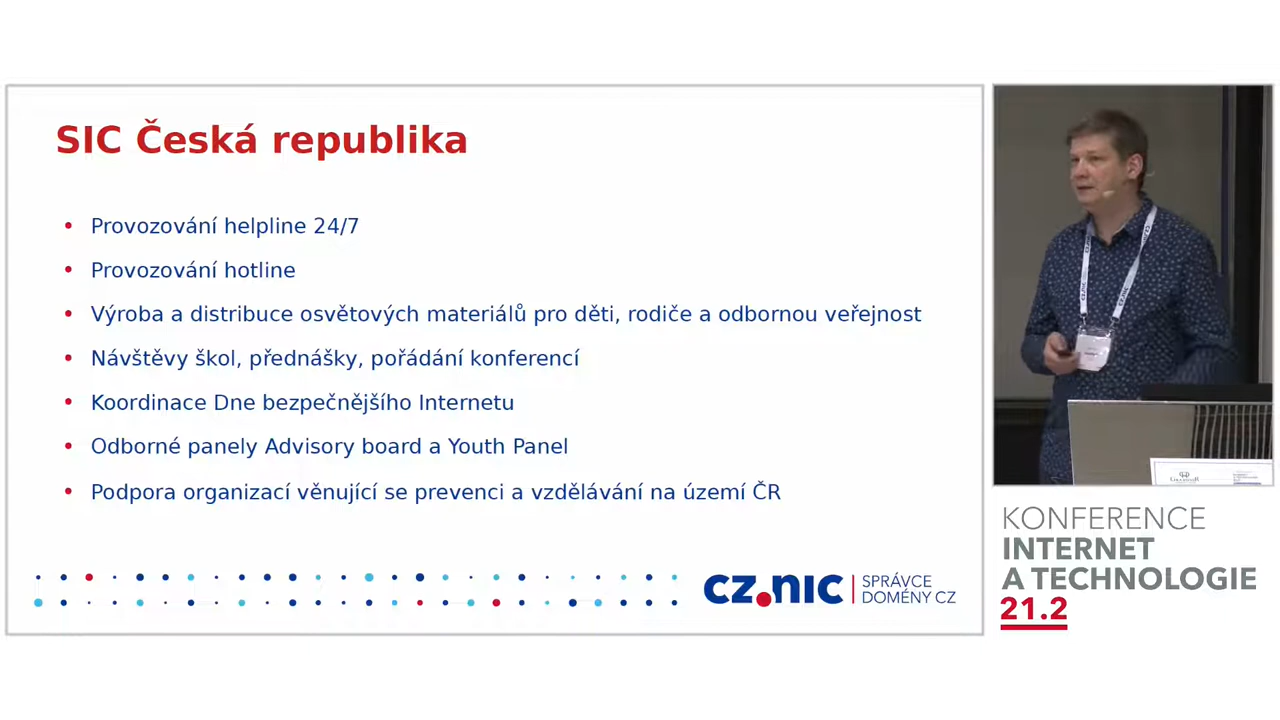 SIC Česká republika
• Provozování helpline 24/7
• Provozování hotline
• Výroba a distribuce osvětových materiálů pro děti, rodiče a odbornou veřejnost
• Návštěvy škol, přednášky, pořádání konferencí
• Koordinace Dne bezpečnějšího Internetu
• Odborné panely Advisory board a Youth Panel
• Podpora organizací věnující se prevenci a vzdělávání na území ČR
CZ.NIC
SPRÁVCE
DOMÉNY CZ
KONFERENCE
INTERNET
A TECHNOLOGIE
21.2